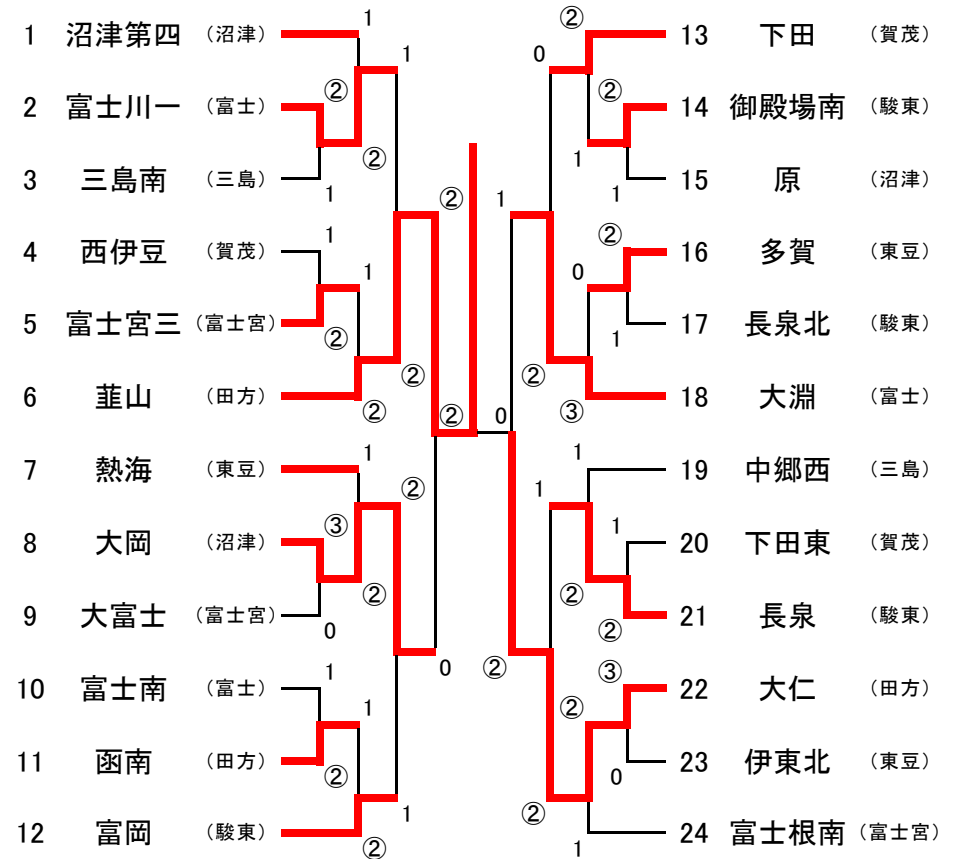 1 沼津第四 （沼津）
2 富士川一 （富士）
3 三島南 （三島）
4 西伊豆 （賀茂）
5 富士宮三 （富士宮）
6 韮山 （田方）
7 熱海 （東豆）
8 大岡 （沼津）
9 大富士 （富士宮）
10 富士南 （富士）
11 函南 （田方）
12 富岡 （駿東）
1
1
②
②
1
1
1
②
②
②
1
②
③
②
0
1
1
②
②
1
0
②
②
0
1
②
0
②
②
1
1
②
0
1
②
③
1
1
1
②
②
②
③
②
0
②
1
13 下田 （賀茂）
14 御殿場南 （駿東）
15 原 （沼津）
16 多賀 （東豆）
17 長泉北 （駿東）
18 大淵 （富士）
19 中郷西 （三島）
20 下田東 （賀茂）
21 長泉 （駿東）
22 大仁 （田方）
23 伊東北 （東豆）
24 富士根南 （富士宮）